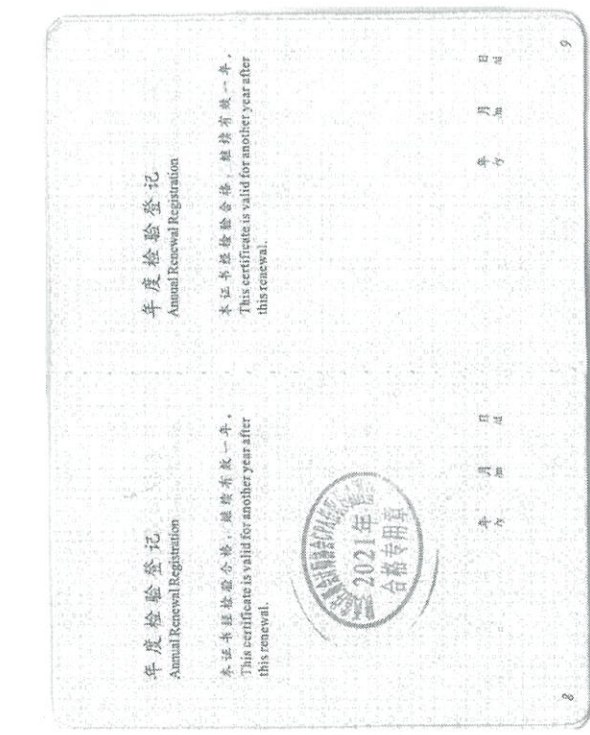 年度检验登记
Annual Renewal Registration
本证书经检验合格，继续有效一年。
This certificate is valid for another year after
this renewal.
2021年
合格专用章
年 月 日
/y /m /d
8
年度检验登记
Annual Renewal Registration
本证书经检验合格，继续有效一年。
This certificate is valid for another year after
this renewal.
年 月 日
/y /m /d
9